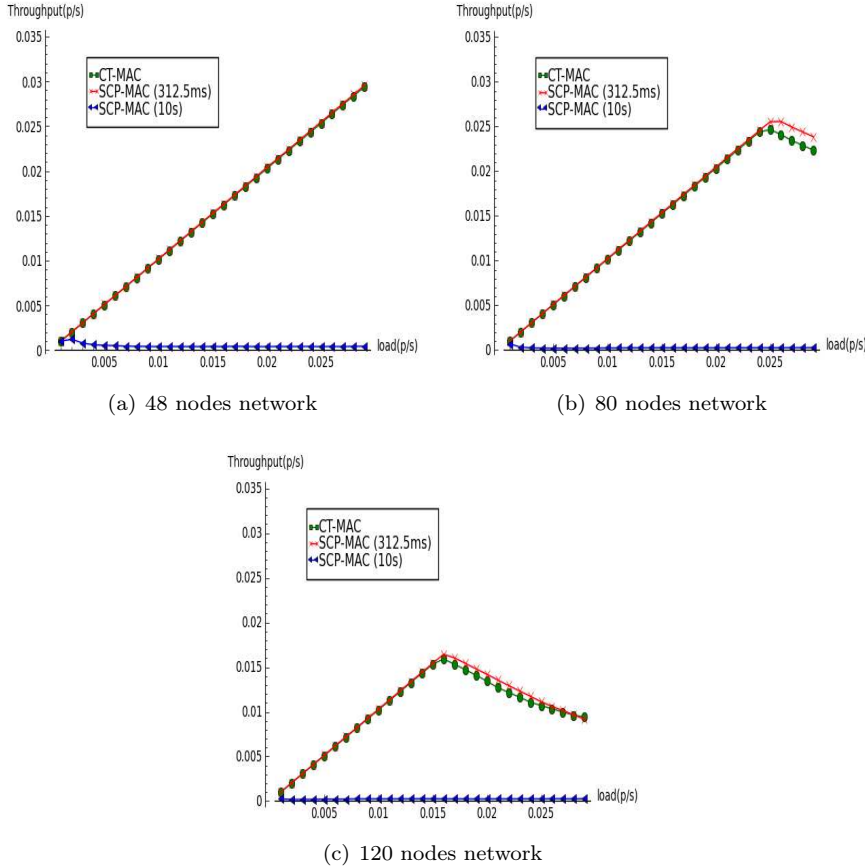 Throughput(p/s)
0.035
0.03
0.025
0.02
0.015
0.01
0.005
0
CT-MAC
SCP-MAC (312.5ms)
SCP-MAC (10s)
load(p/s)
0.005 0.01 0.015 0.02 0.025
(a) 48 nodes network
Throughput(p/s)
0.035
0.03
0.025
0.02
0.015
0.01
0.005
0
CT-MAC
SCP-MAC (312.5ms)
SCP-MAC (10s)
load(p/s)
0.005 0.01 0.015 0.02 0.025
(b) 80 nodes network
Throughput(p/s)
0.035
0.03
0.025
0.02
0.015
0.01
0.005
0
CT-MAC
SCP-MAC (312.5ms)
SCP-MAC (10s)
load(p/s)
0.005 0.01 0.015 0.02 0.025
(c) 120 nodes network